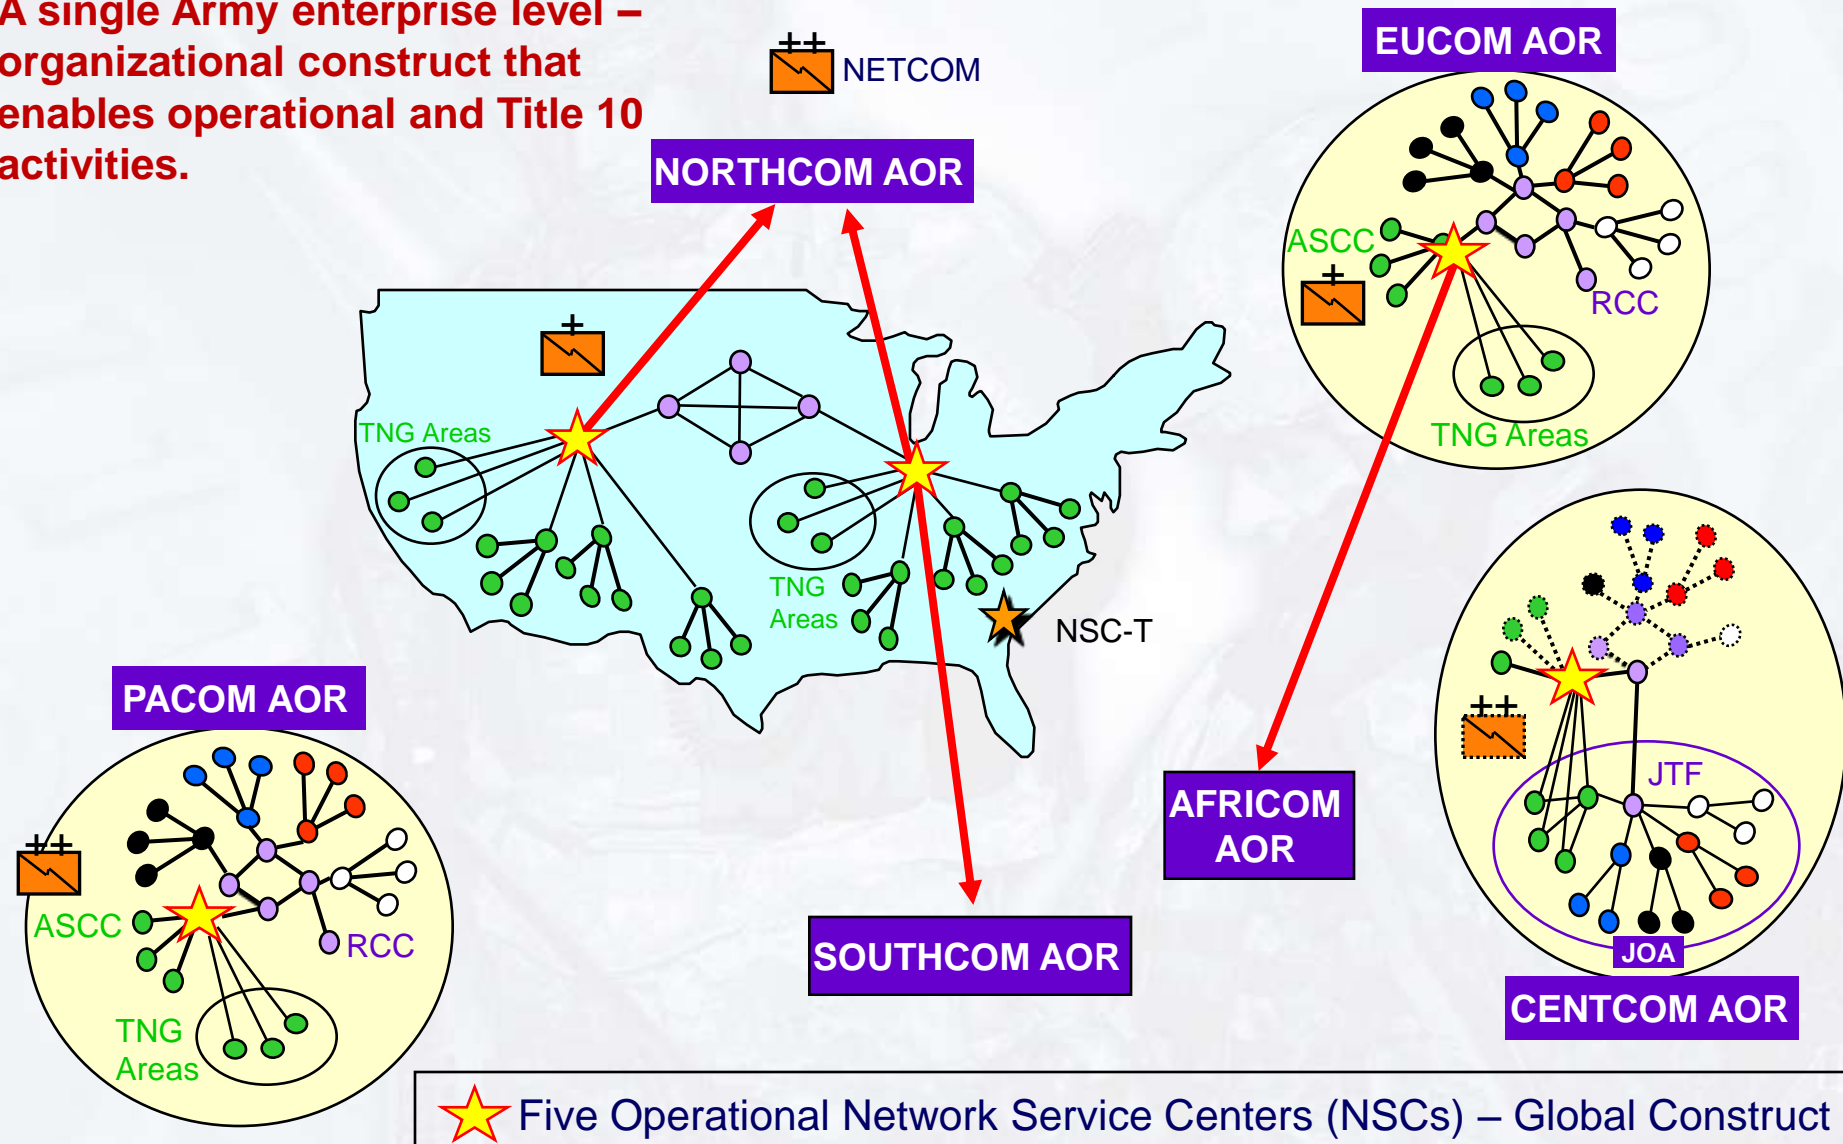 A single Army enterprise level –
organizational construct that
enables operational and Title 10
activities.
++
NETCOM
EUCOM AOR
NORTHCOM AOR
ASCC
+
RCC
TNG Areas
+
TNG Areas
TNG
Areas
NSC-T
PACOM AOR
++
ASCC
RCC
TNG
Areas
++
JTF
JOA
CENTCOM AOR
AFRICOM
AOR
SOUTHCOM AOR
Five Operational Network Service Centers (NSCs) – Global Construct